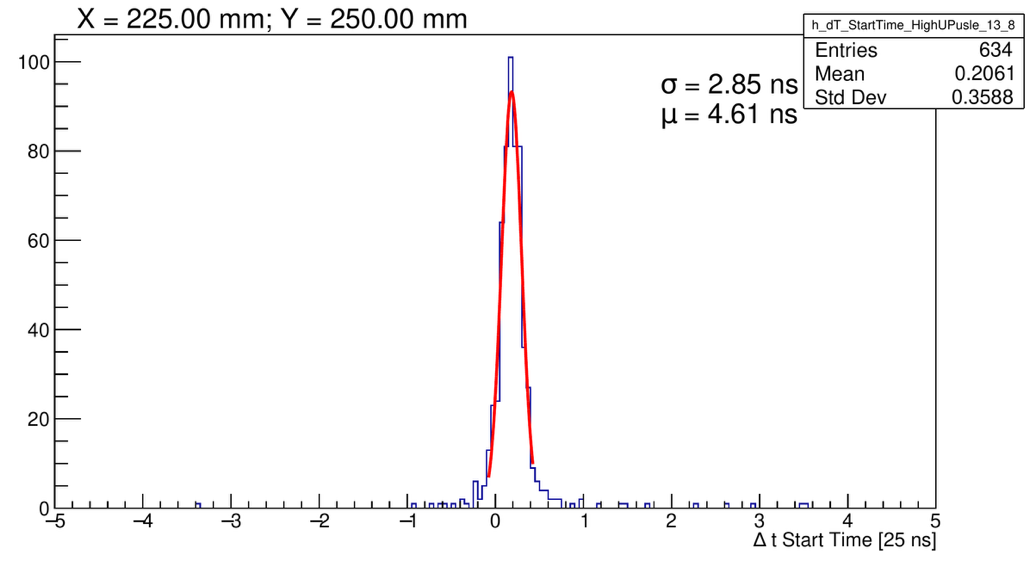 X = 225.00 mm; Y = 250.00 mm
h_dT_StartTime_HighUPusle_13_8
Entries 634
Mean 0.2061
Std Dev 0.3588
σ = 2.85 ns
μ = 4.61 ns
100
80
60
40
20
0
−5 −4 −3 −2 −1 0 1 2 3 4 5
Δ t Start Time [25 ns]